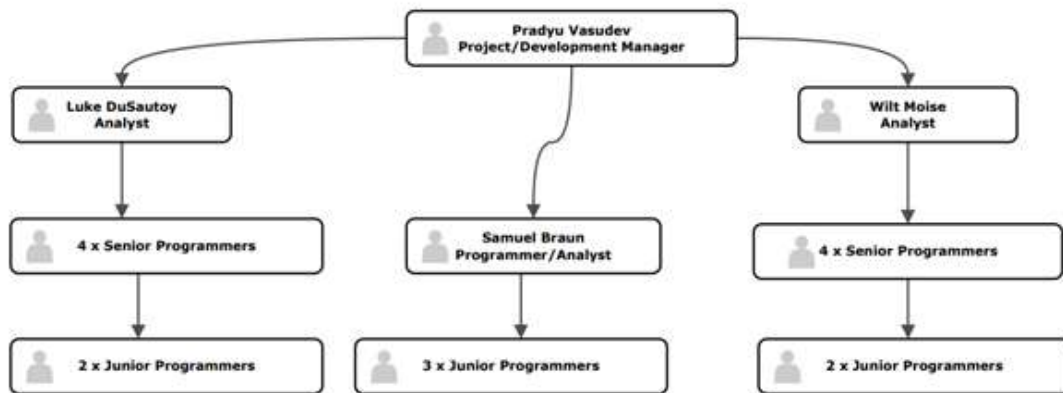 Pradyu Vasudev
Project/Development Manager
Luke DuSautoy
Analyst
Wilt Moise
Analyst
4 x Senior Programmers
Samuel Braun
Programmer/Analyst
4 x Senior Programmers
2 x Junior Programmers
3 x Junior Programmers
2 x Junior Programmers